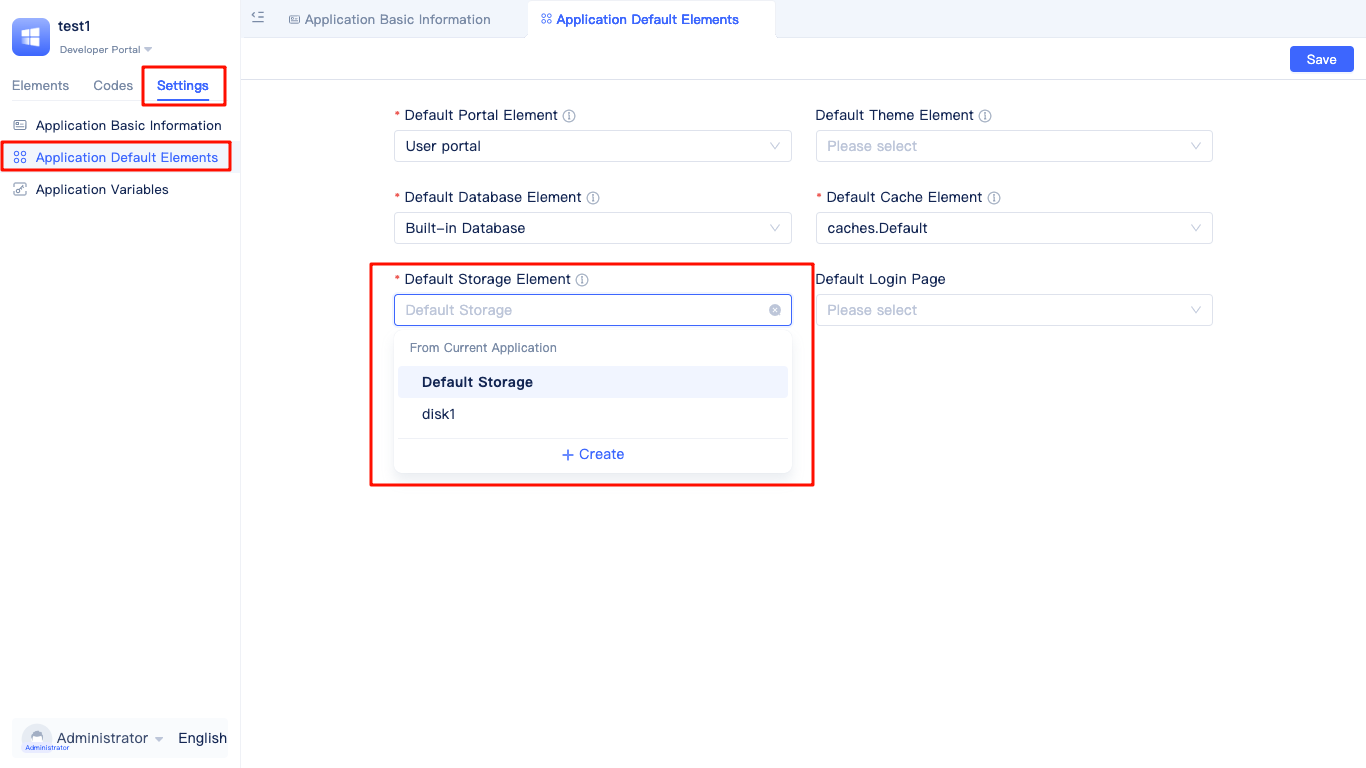 test1
Developer Portal
Elements Codes Settings
Application Basic Information
Application Default Elements
Application Variables
Administrator
Administrator
English
Application Basic Information
Application Default Elements
Save
* Default Portal Element
User portal
Default Theme Element
Please select
* Default Database Element
Built-in Database
* Default Cache Element
caches.Default
* Default Storage Element
Default Storage
From Current Application
Default Storage
disk1
+ Create
Default Login Page
Please select